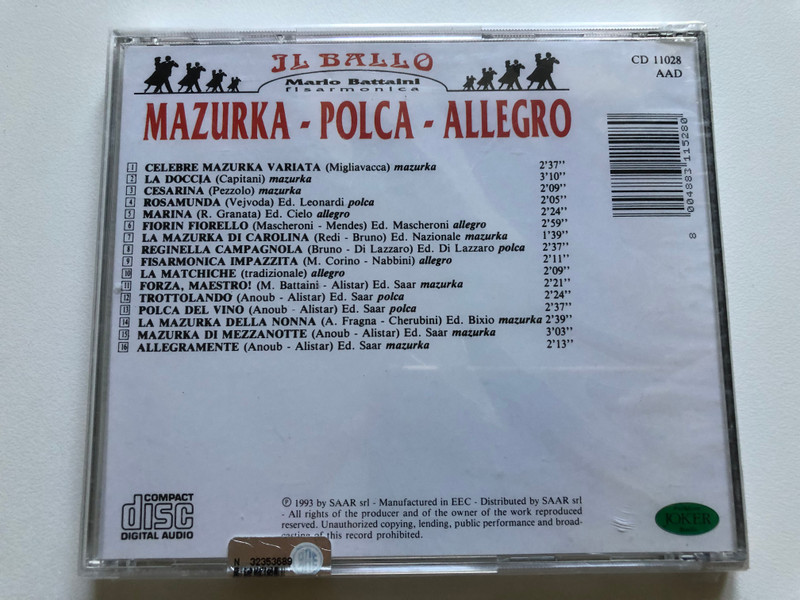 IL BALLO
Mario Battaini
fisarmonica
CD 11028
AAD
MAZURKA - POLCA - ALLEGRO
1 CELEBRE MAZURKA VARIATA (Migliavacca) mazurka 2'37''
2 LA DOCCIA (Capitani) mazurka 3'10''
3 CESARINA (Pezzolo) mazurka 2'09''
4 ROSAMUNDA (Vejvoda) Ed. Leonardi polca 2'05''
5 MARINA (R. Granata) Ed. Cielo allegro 2'24''
6 FIORIN FIORELLO (Mascheroni - Mendes) Ed. Mascheroni allegro 2'59''
7 LA MAZURKA DI CAROLINA (Redi - Bruno) Ed. Nazionale mazurka 1'39''
8 REGINELLA CAMPAGNOLA (Bruno - Di Lazzaro) Ed. Di Lazzaro polca 2'37''
9 FISARMONICA IMPAZZITA (M. Corino - Nabbini) allegro 2'11''
10 LA MATCHICHE (tradizionale) allegro 2'09''
11 FORZA, MAESTRO! (M. Battaini - Alistar) Ed. Saar mazurka 2'21''
12 TROTTOLANDO (Anoub - Alistar) Ed. Saar polca 2'24''
13 POLCA DEL VINO (Anoub - Alistar) Ed. Saar polca 2'37''
14 LA MAZURKA DELLA NONNA (A. Fragna - Cherubini) Ed. Bixio mazurka 2'39''
15 MAZURKA DI MEZZANOTTE (Anoub - Alistar) Ed. Saar mazurka 3'03''
16 ALLEGRAMENTE (Anoub - Alistar) Ed. Saar mazurka 2'13''
8 004883 115280
COMPACT
disc
DIGITAL AUDIO
℗ 1993 by SAAR srl - Manufactured in EEC - Distributed by SAAR srl
- All rights of the producer and of the owner of the work reproduced
reserved. Unauthorized copying, lending, public performance and broad-
casting of this record prohibited.
JOKER
N 32353689